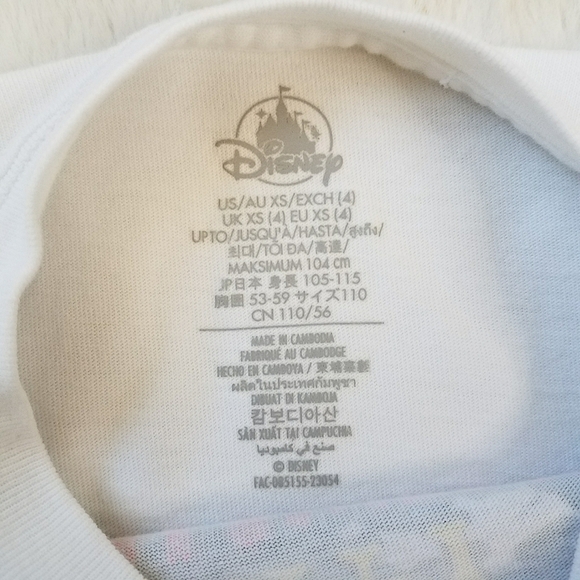 DISNEY
US/AU XS/EXCH (4)
UK XS (4) EU XS (4)
UPTO/JUSQU'À/HASTA/สูงถึง/
최대/TỐI ĐA/高達/
MAKSIMUM 104 cm
JP日本 身長 105-115
胸囲 53-59 サイズ110
CN 110/56
MADE IN CAMBODIA
FABRIQUÉ AU CAMBODGE
HECHO EN CAMBOYA / 東埔寨製
ผลิตในประเทศกัมพูชา
DIBUAT DI KAMBOJA
캄보디아산
SẢN XUẤT TẠI CAMPUCHIA
صنع في كامبوديا
© DISNEY
FAC-085155-23054